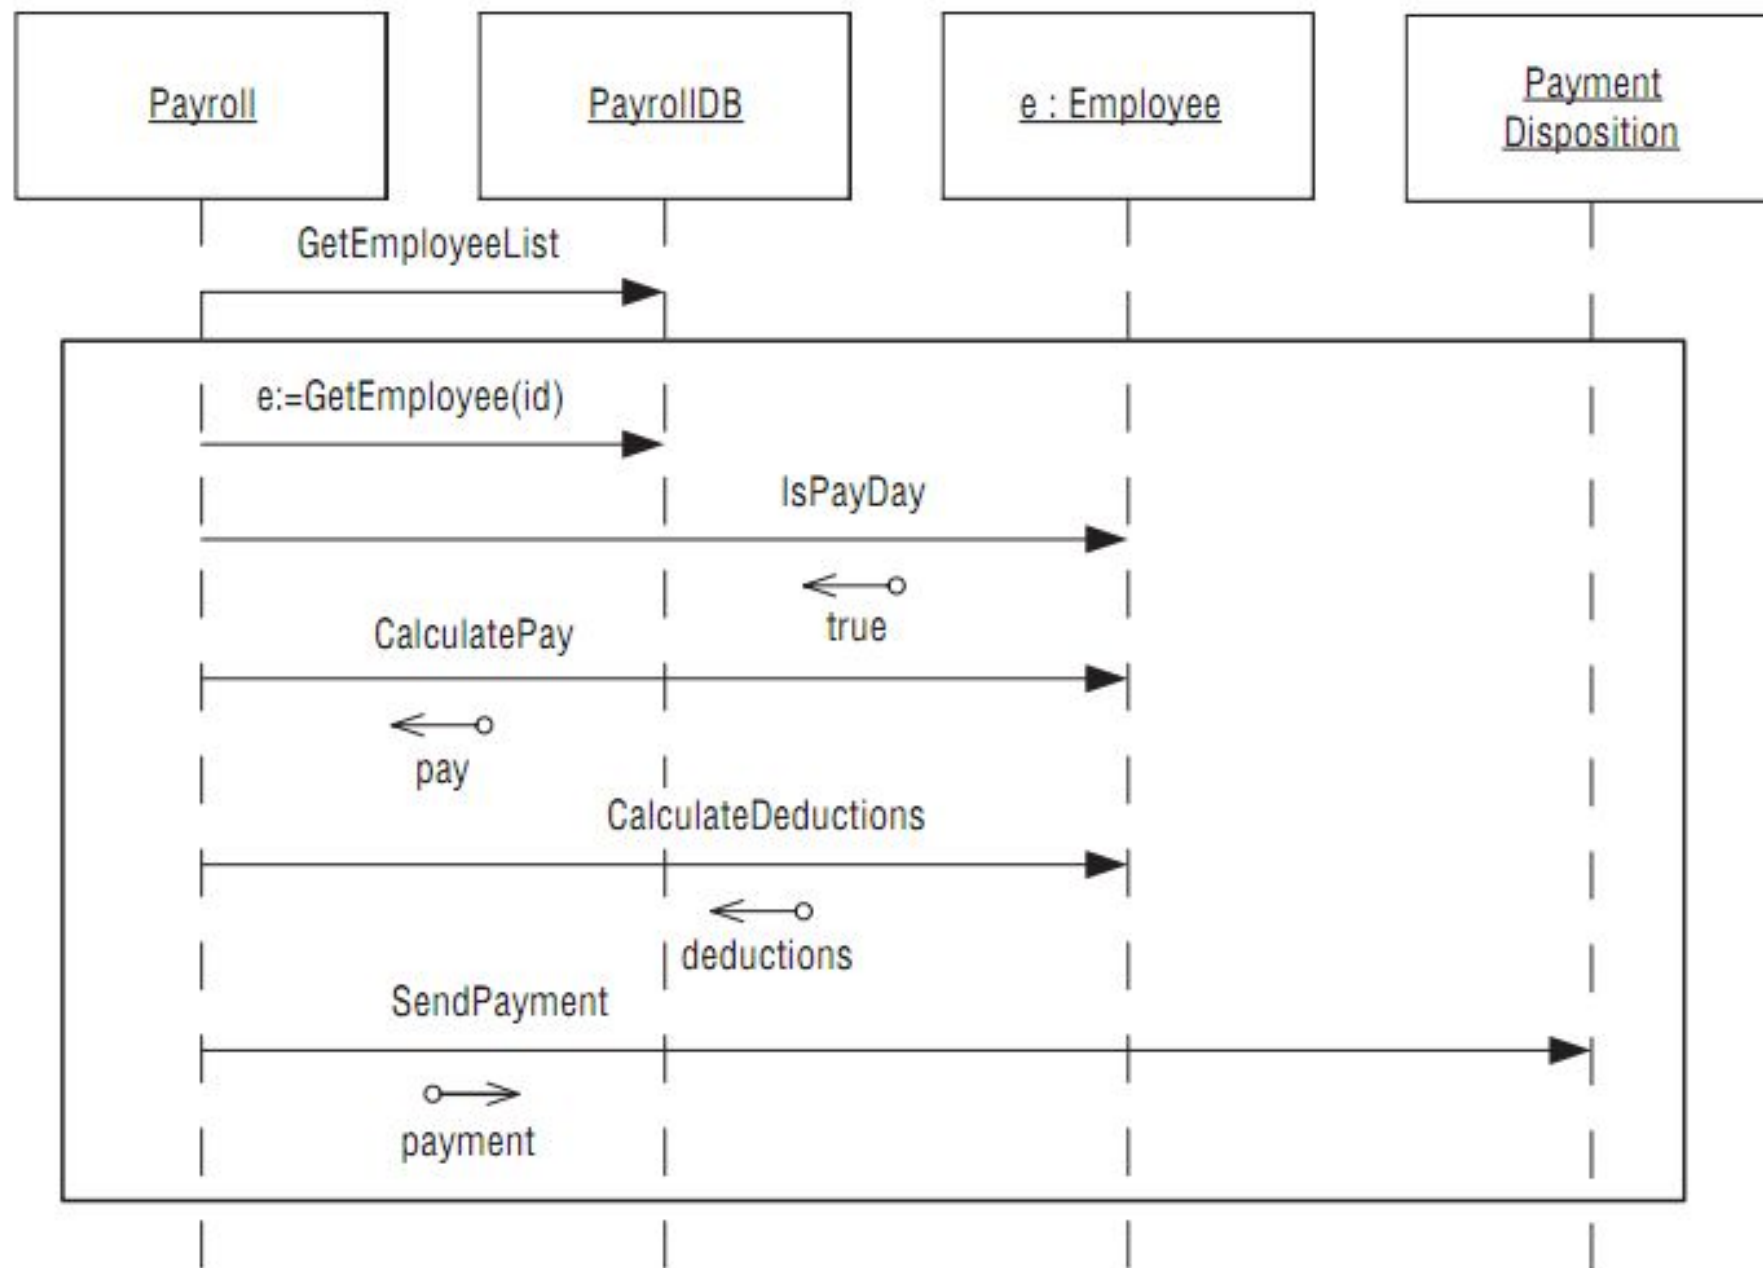 Payroll
PayrollDB
e : Employee
Payment
Disposition
GetEmployeeList
e:=GetEmployee(id)
IsPayDay
true
CalculatePay
pay
CalculateDeductions
deductions
SendPayment
payment